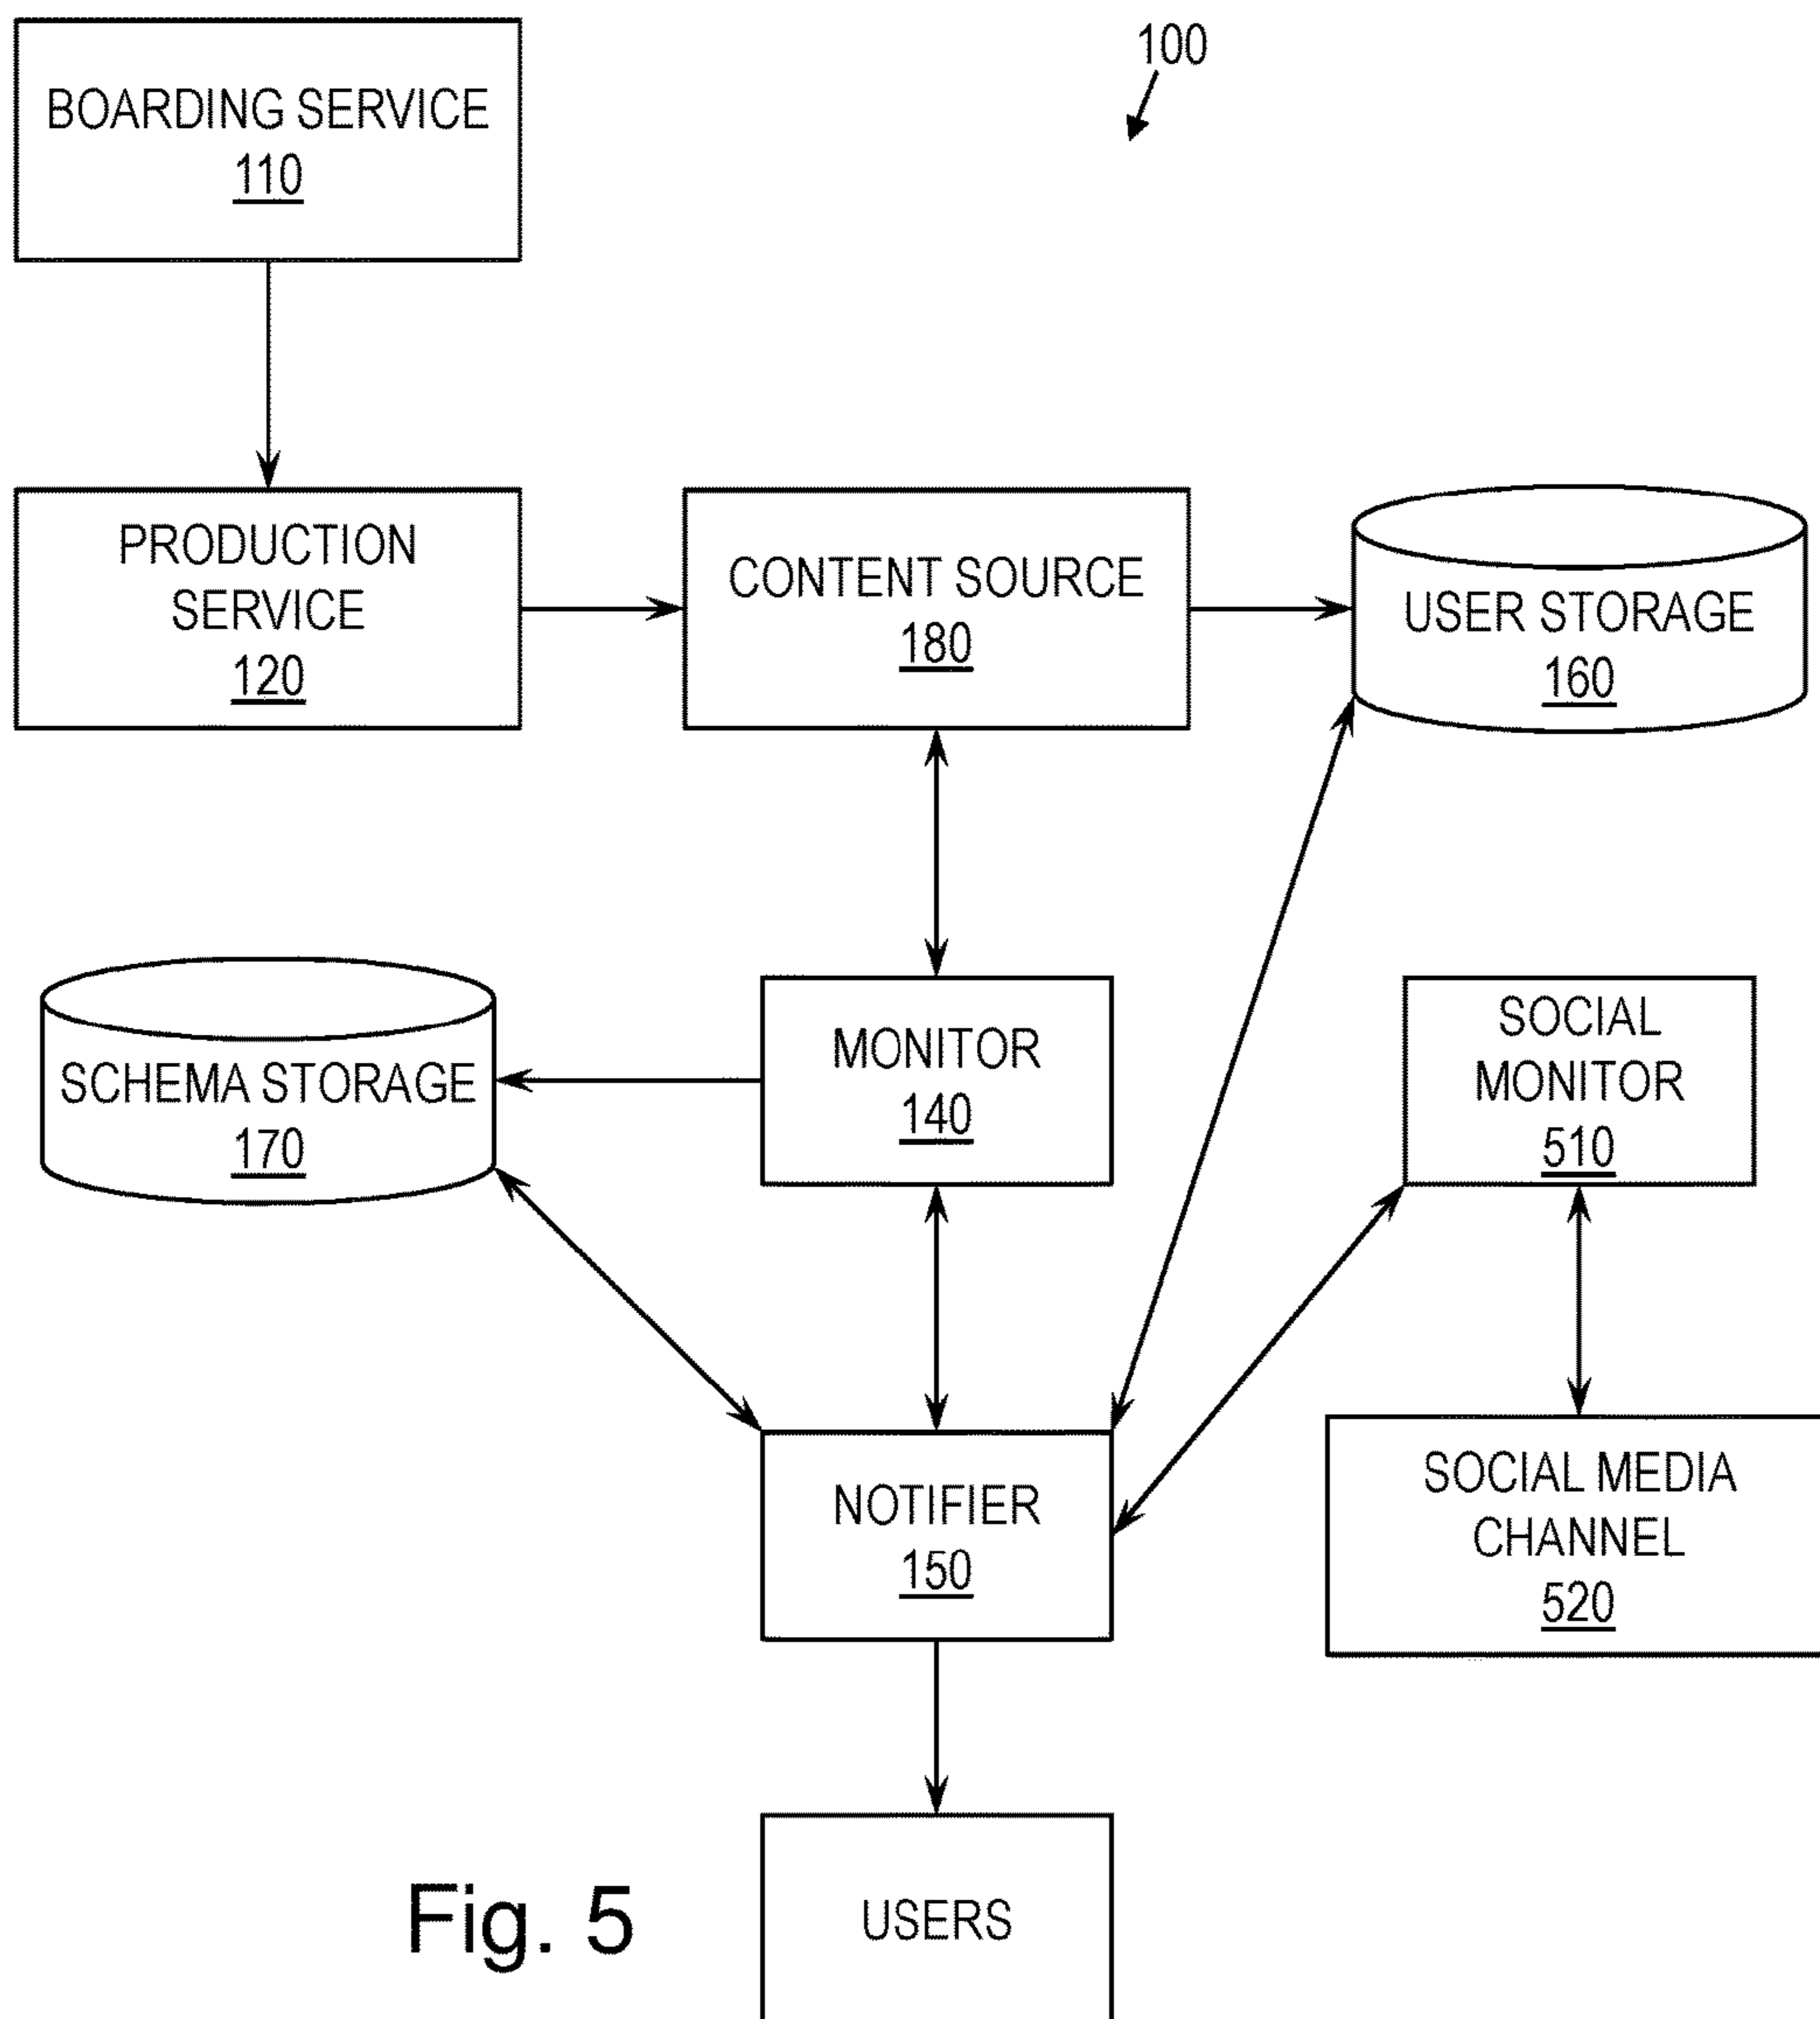 100
BOARDING SERVICE
110
PRODUCTION
SERVICE
120
CONTENT SOURCE
180
USER STORAGE
160
SCHEMA STORAGE
170
MONITOR
140
SOCIAL
MONITOR
510
NOTIFIER
150
SOCIAL MEDIA
CHANNEL
520
USERS
Fig. 5